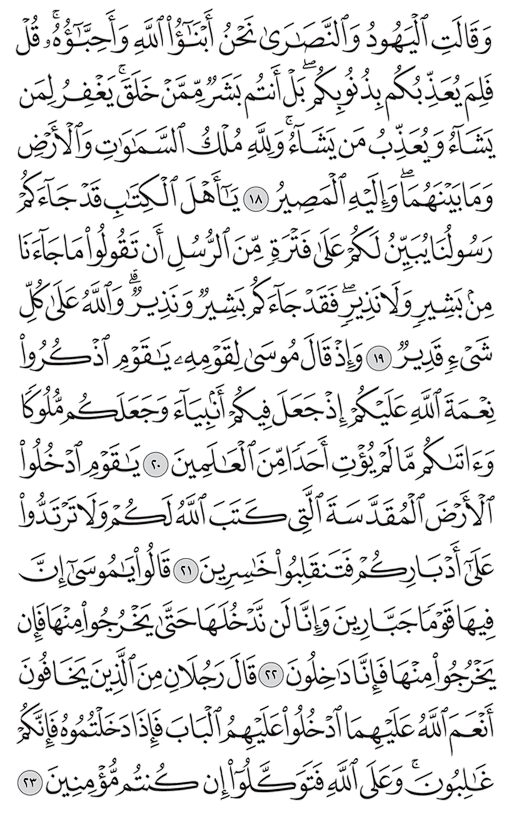 وَقَالَتِ ٱلۡيَهُودُ وَٱلنَّصَٰرَىٰ نَحۡنُ أَبۡنَٰٓؤُاْ ٱللَّهِ وَأَحِبَّٰٓؤُهُۥۚ قُلۡ
فَلِمَ يُعَذِّبُكُم بِذُنُوبِكُمۖ بَلۡ أَنتُم بَشَرٞ مِّمَّنۡ خَلَقَۚ يَغۡفِرُ لِمَن
يَشَآءُ وَيُعَذِّبُ مَن يَشَآءُۚ وَلِلَّهِ مُلۡكُ ٱلسَّمَٰوَٰتِ وَٱلۡأَرۡضِ
وَمَا بَيۡنَهُمَاۖ وَإِلَيۡهِ ٱلۡمَصِيرُ ١٨ يَٰٓأَهۡلَ ٱلۡكِتَٰبِ قَدۡ جَآءَكُمۡ
رَسُولُنَا يُبَيِّنُ لَكُمۡ عَلَىٰ فَتۡرَةٖ مِّنَ ٱلرُّسُلِ أَن تَقُولُواْ مَا جَآءَنَا
مِنۢ بَشِيرٖ وَلَا نَذِيرٖۖ فَقَدۡ جَآءَكُم بَشِيرٞ وَنَذِيرٞۗ وَٱللَّهُ عَلَىٰ كُلِّ
شَيۡءٖ قَدِيرٞ ١٩ وَإِذۡ قَالَ مُوسَىٰ لِقَوۡمِهِۦ يَٰقَوۡمِ ٱذۡكُرُواْ
نِعۡمَةَ ٱللَّهِ عَلَيۡكُمۡ إِذۡ جَعَلَ فِيكُمۡ أَنۢبِيَآءَ وَجَعَلَكُم مُّلُوكٗا
وَءَاتَىٰكُم مَّا لَمۡ يُؤۡتِ أَحَدٗا مِّنَ ٱلۡعَٰلَمِينَ ٢٠ يَٰقَوۡمِ ٱدۡخُلُواْ
ٱلۡأَرۡضَ ٱلۡمُقَدَّسَةَ ٱلَّتِي كَتَبَ ٱللَّهُ لَكُمۡ وَلَا تَرۡتَدُّواْ
عَلَىٰٓ أَدۡبَارِكُمۡ فَتَنقَلِبُواْ خَٰسِرِينَ ٢١ قَالُواْ يَٰمُوسَىٰٓ إِنَّ
فِيهَا قَوۡمٗا جَبَّارِينَ وَإِنَّا لَن نَّدۡخُلَهَا حَتَّىٰ يَخۡرُجُواْ مِنۡهَا فَإِن
يَخۡرُجُواْ مِنۡهَا فَإِنَّا دَٰخِلُونَ ٢٢ قَالَ رَجُلَانِ مِنَ ٱلَّذِينَ يَخَافُونَ
أَنۡعَمَ ٱللَّهُ عَلَيۡهِمَا ٱدۡخُلُواْ عَلَيۡهِمُ ٱلۡبَابَ فَإِذَا دَخَلۡتُمُوهُ فَإِنَّكُمۡ
غَٰلِبُونَۚ وَعَلَى ٱللَّهِ فَتَوَكَّلُوٓاْ إِن كُنتُم مُّؤۡمِنِينَ ٢٣